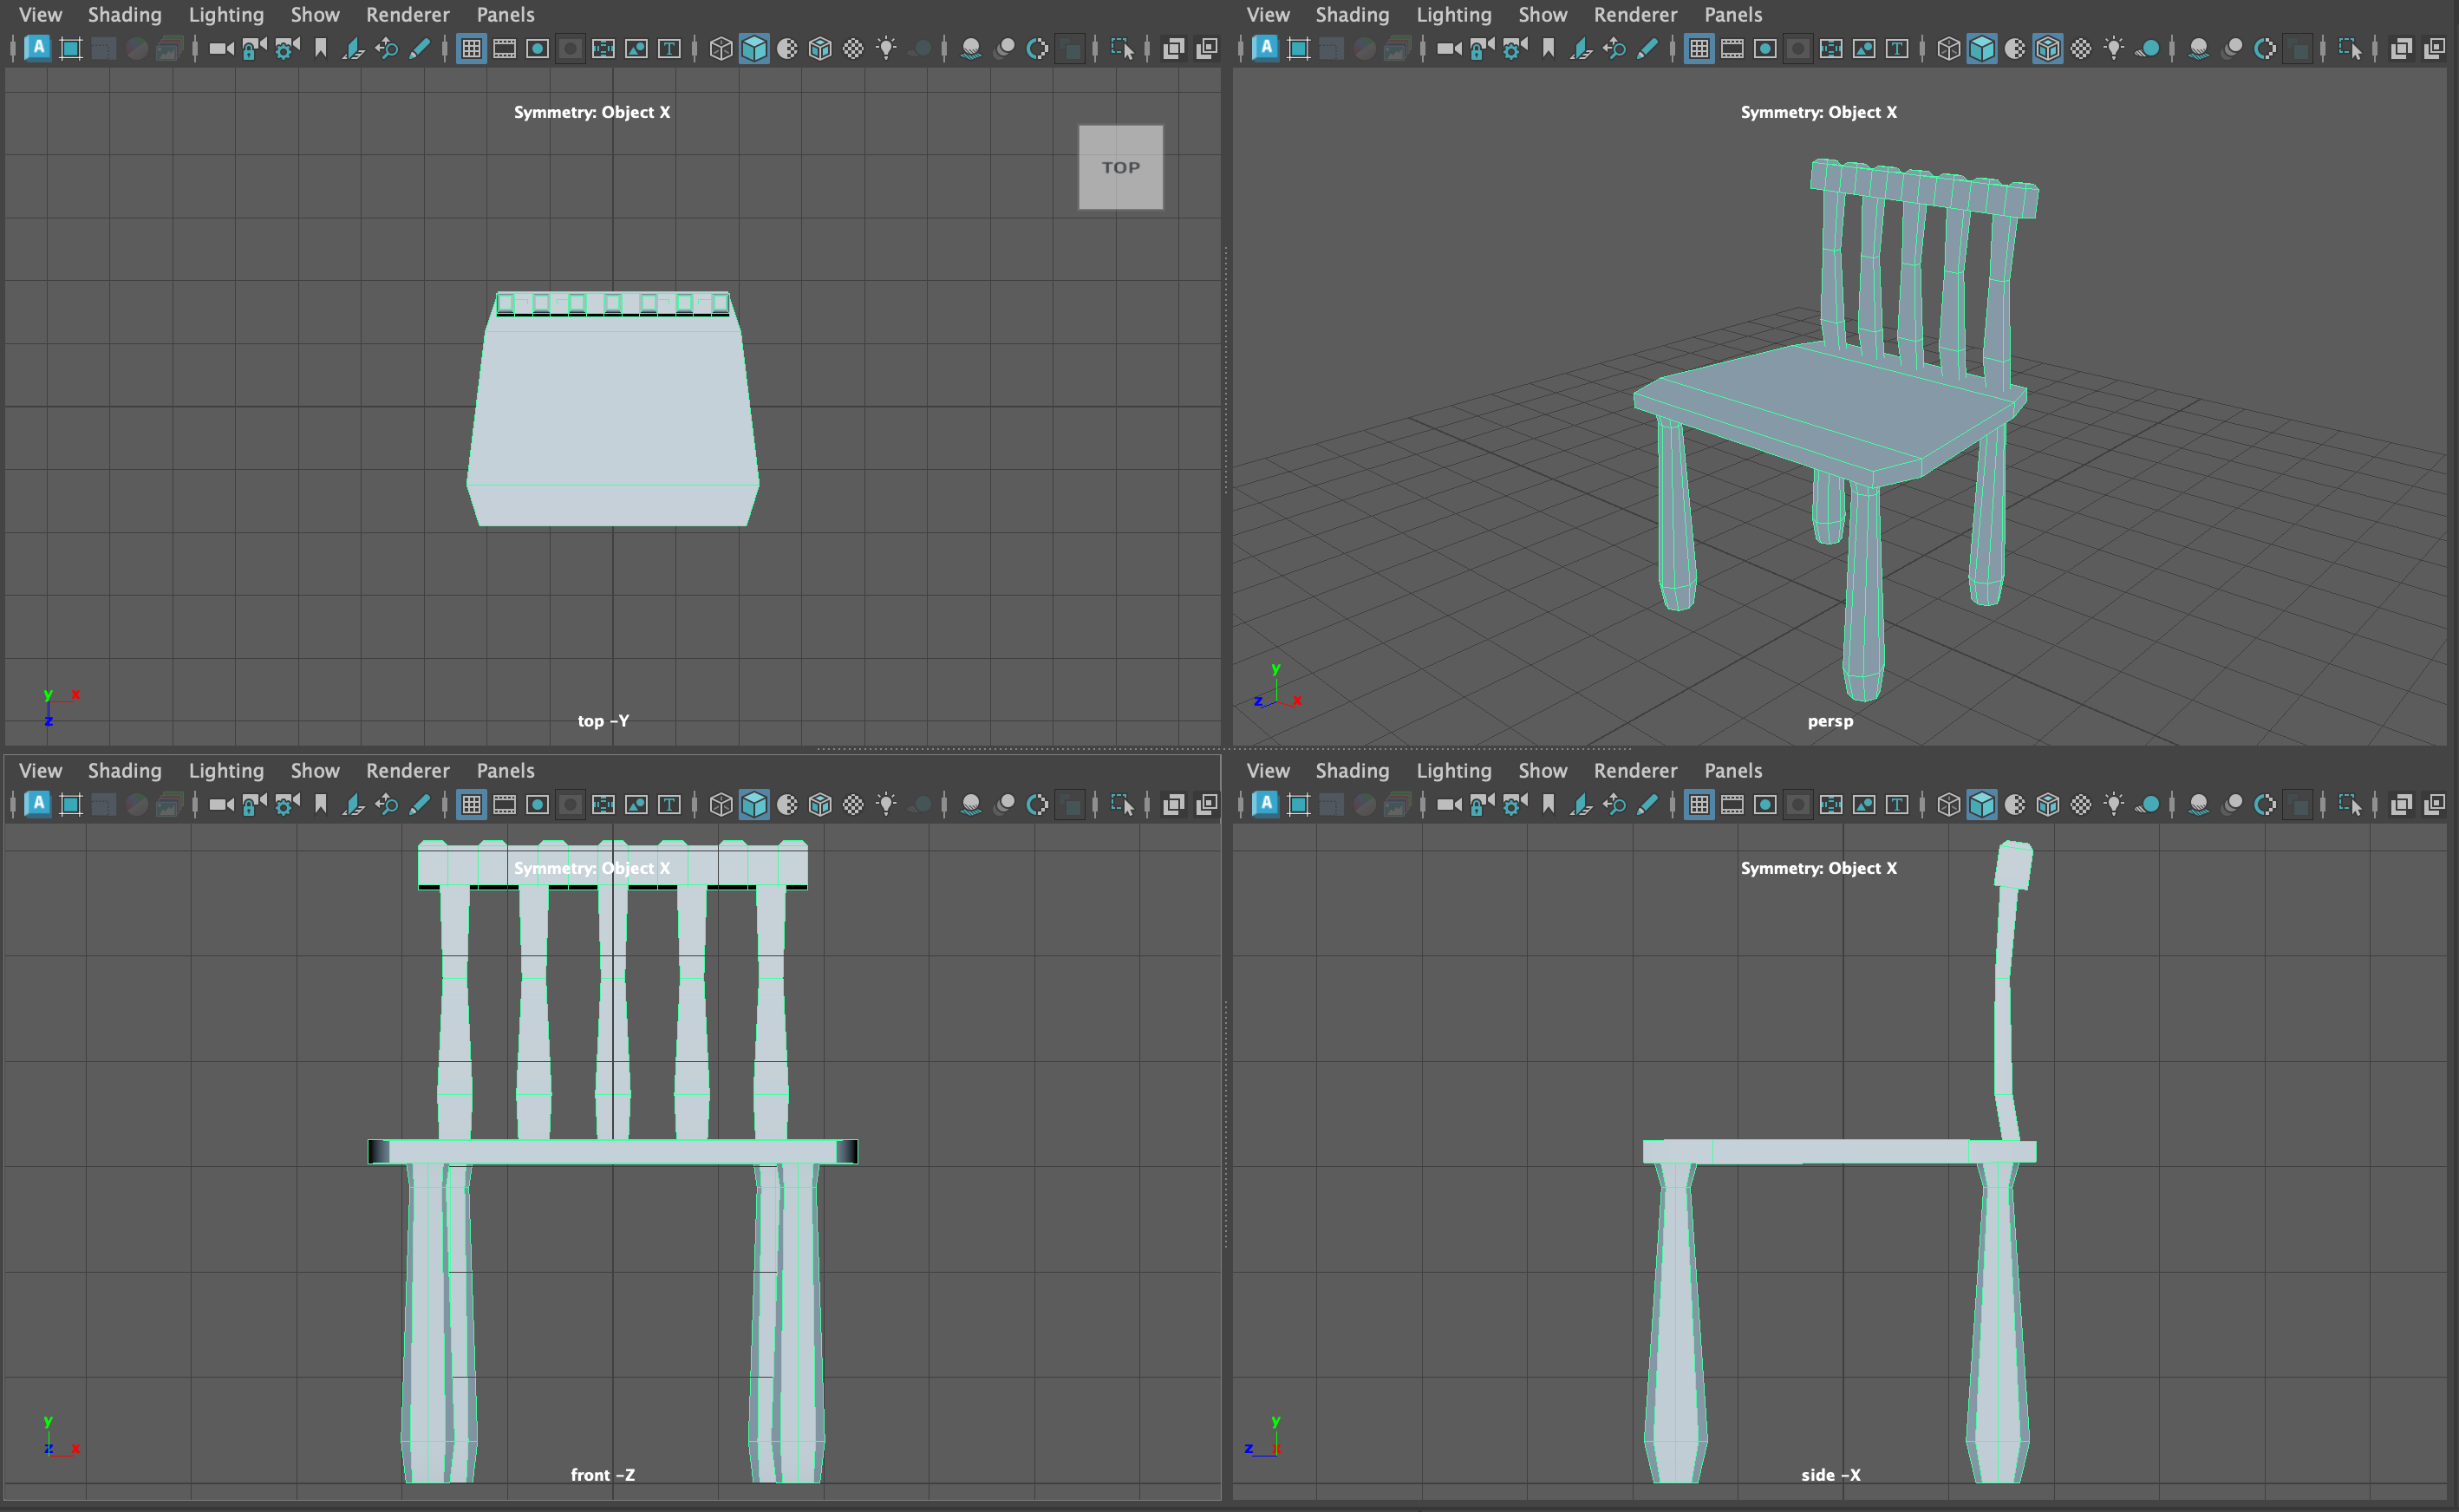 View Shading Lighting Show Renderer Panels
A T
Symmetry: Object X
TOP
y x
z
top -Y
View Shading Lighting Show Renderer Panels
A T
Symmetry: Object X
y
z x
persp
View Shading Lighting Show Renderer Panels
A T
Symmetry: Object X
y
z x
front -Z
View Shading Lighting Show Renderer Panels
A T
Symmetry: Object X
y
z x
side -X